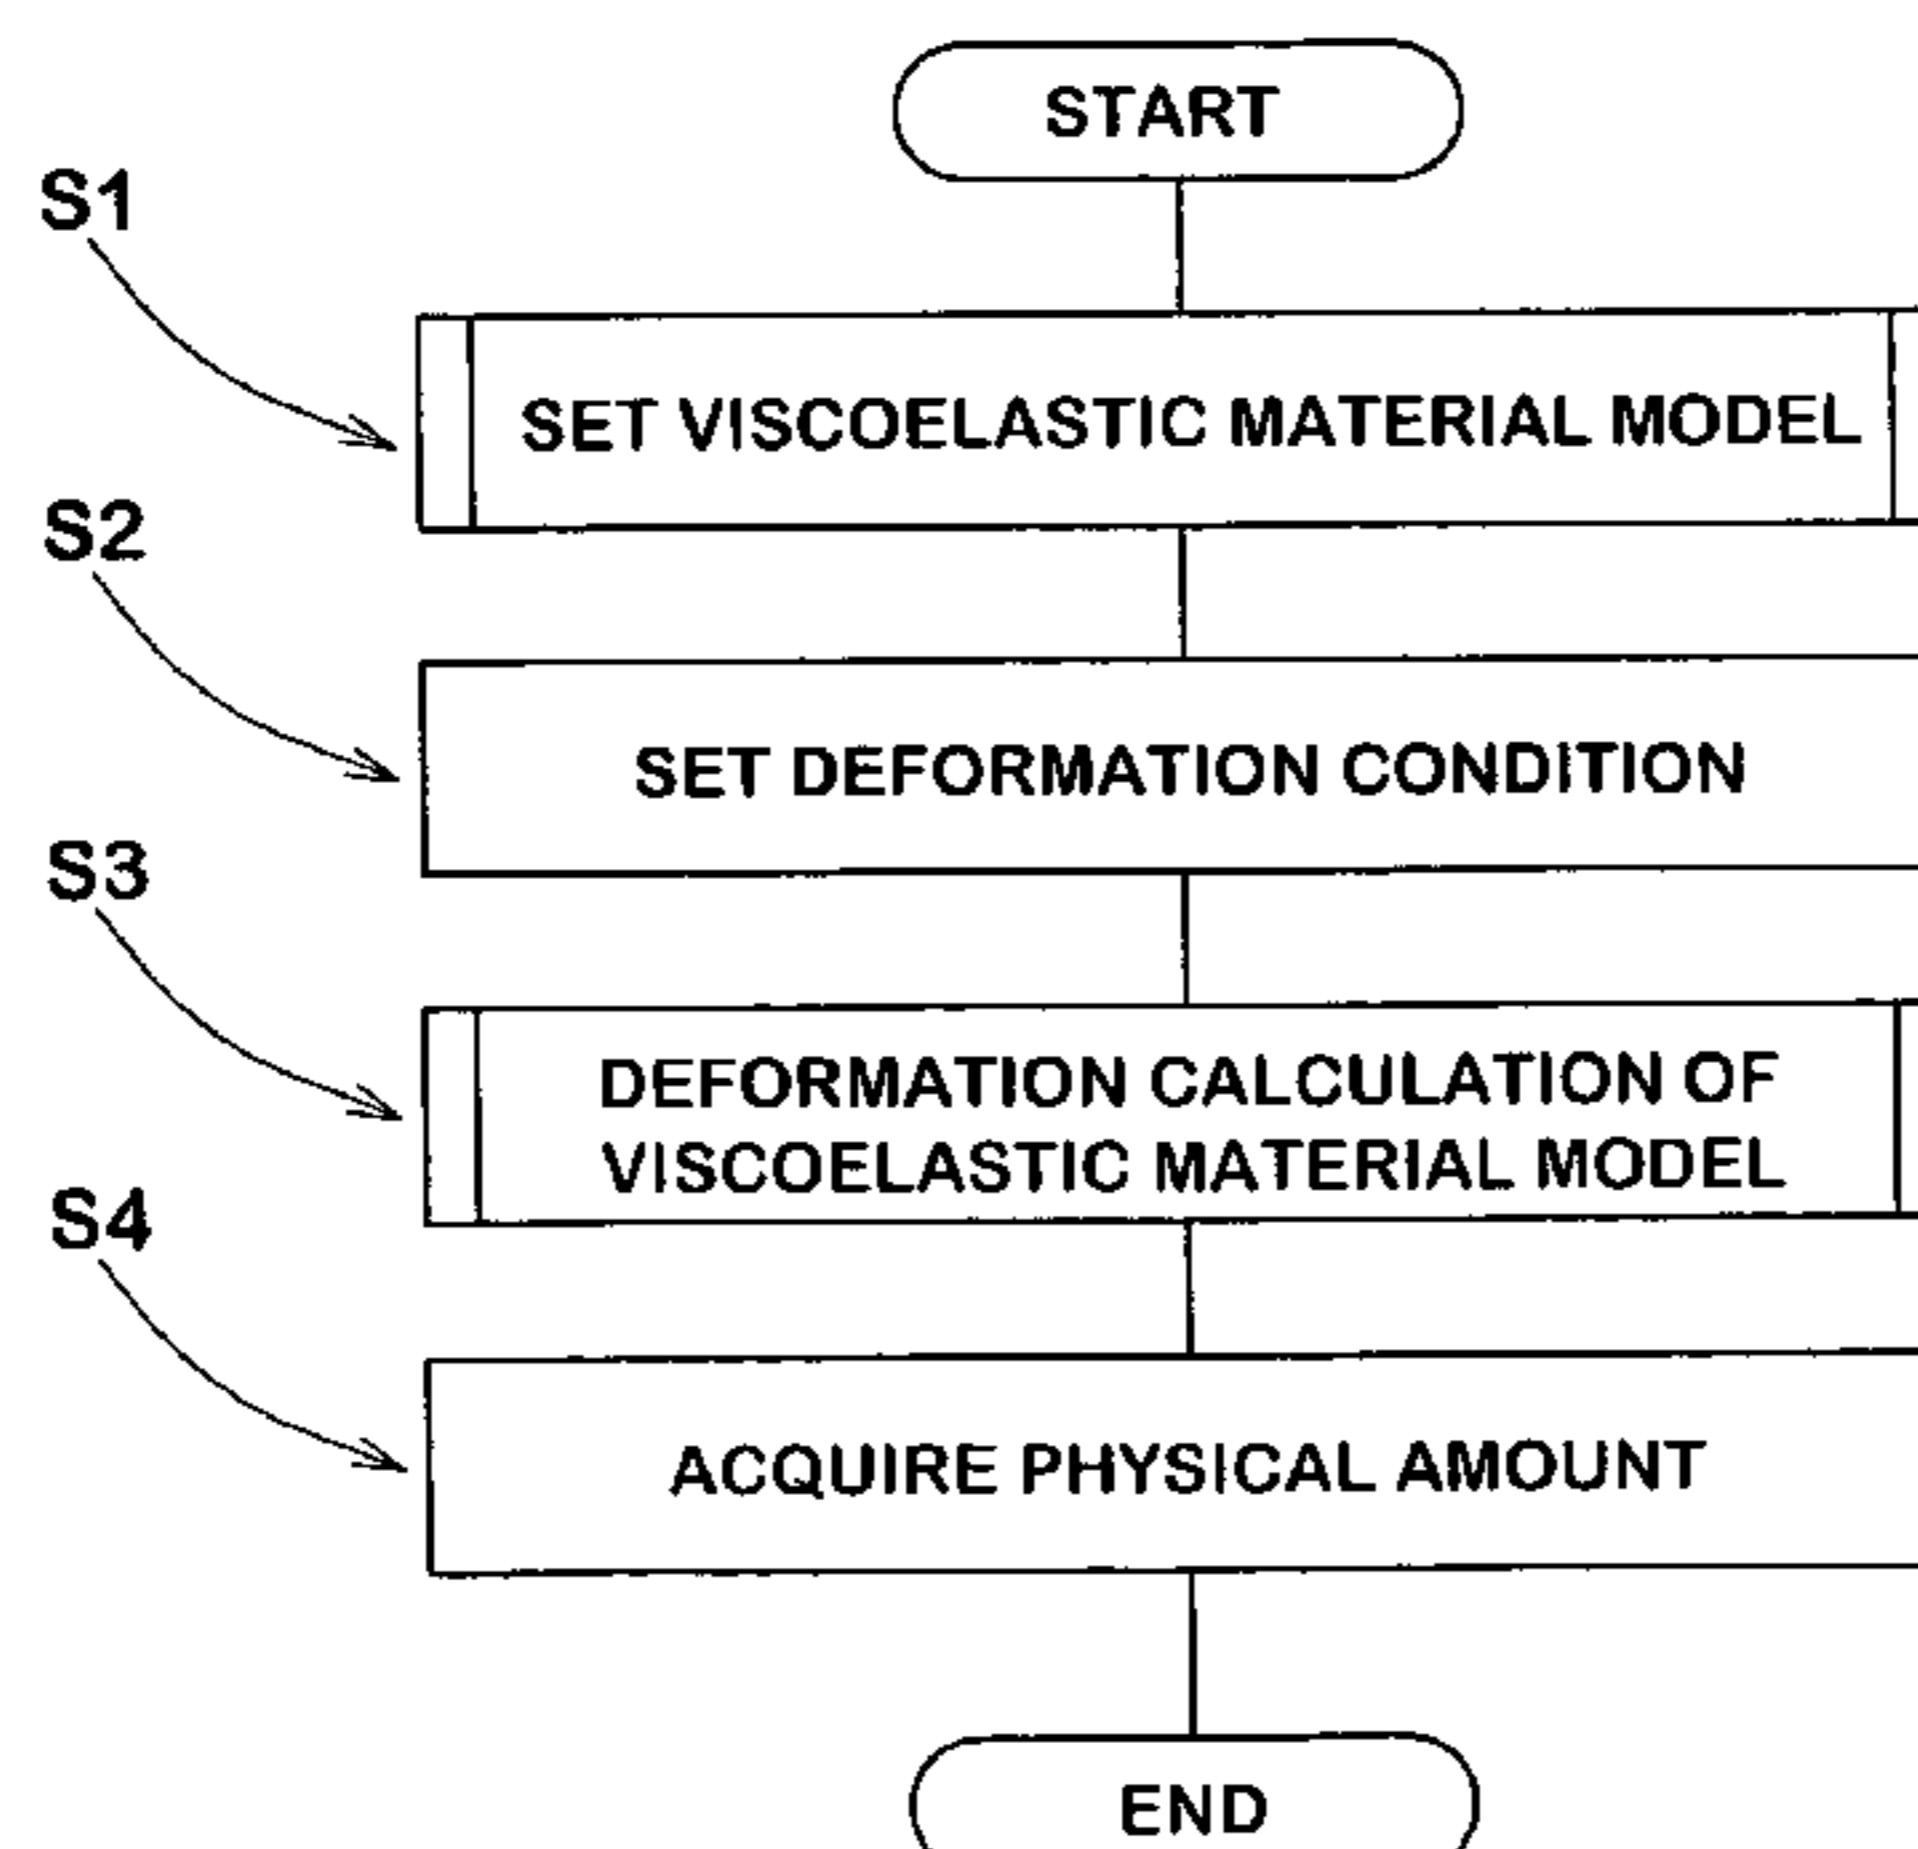 START
S1
SET VISCOELASTIC MATERIAL MODEL
S2
SET DEFORMATION CONDITION
S3
DEFORMATION CALCULATION OF
VISCOELASTIC MATERIAL MODEL
S4
ACQUIRE PHYSICAL AMOUNT
END